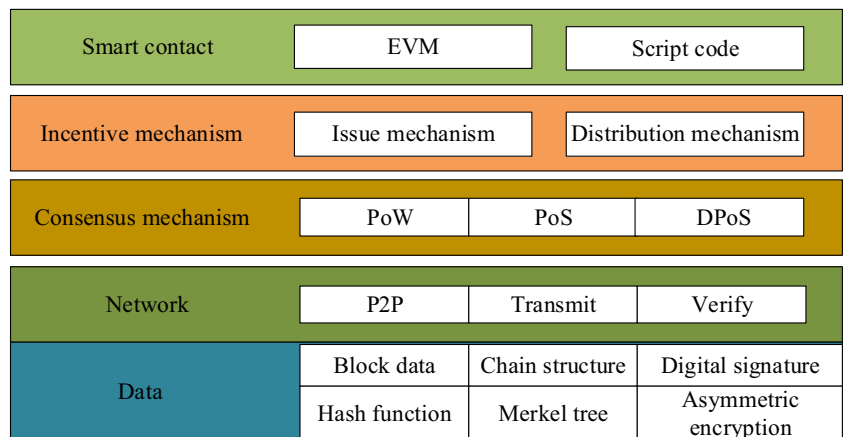 Smart contact
EVM
Script code
Incentive mechanism
Issue mechanism
Distribution mechanism
Consensus mechanism
PoW
PoS
DPoS
Network
P2P
Transmit
Verify
Data
Block data
Chain structure
Digital signature
Hash function
Merkel tree
Asymmetric
encryption